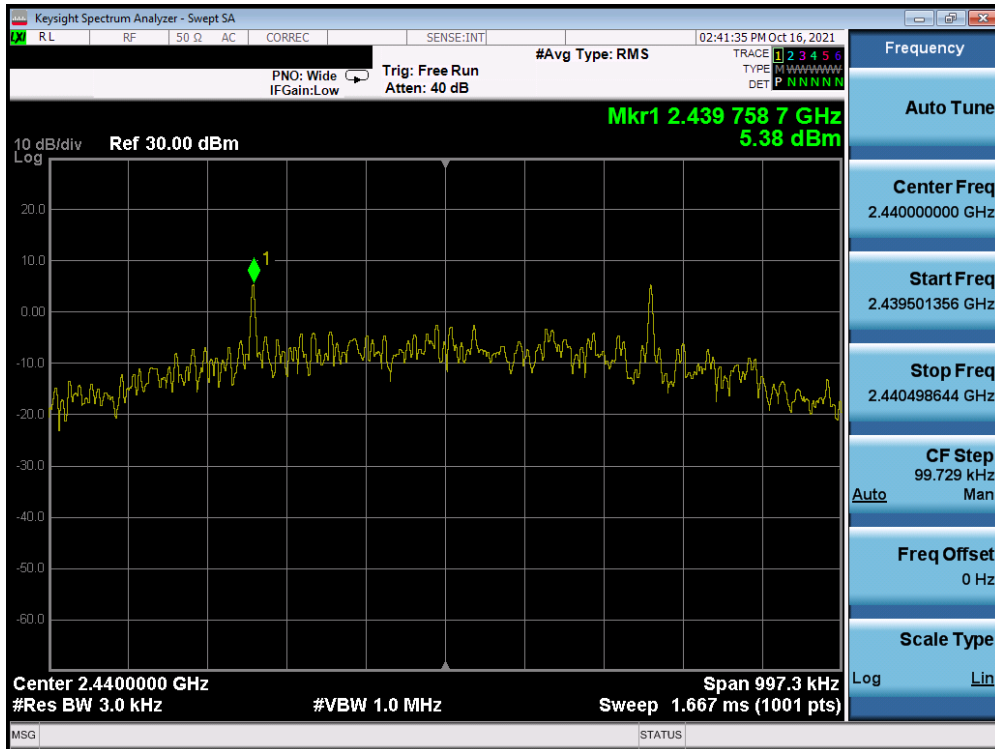 Keysight Spectrum Analyzer - Swept SA
LXI RL RF 50 Ω AC CORREC SENSE:INT 02:41:35 PM Oct 16, 2021
Frequency
#Avg Type: RMS TRACE 1 2 3 4 5 6
PNO: Wide Trig: Free Run TYPE M WWWWW
IFGain:Low Atten: 40 dB DET P N N N N N
Auto Tune
Mkr1 2.439 758 7 GHz
5.38 dBm
10 dB/div Ref 30.00 dBm
Log
20.0
10.0
0.00
-10.0
-20.0
-30.0
-40.0
-50.0
-60.0
1
Center Freq
2.440000000 GHz
Start Freq
2.439501356 GHz
Stop Freq
2.440498644 GHz
CF Step
99.729 kHz
Auto Man
Freq Offset
0 Hz
Scale Type
Log Lin
Center 2.4400000 GHz Span 997.3 kHz
#Res BW 3.0 kHz #VBW 1.0 MHz Sweep 1.667 ms (1001 pts)
MSG STATUS